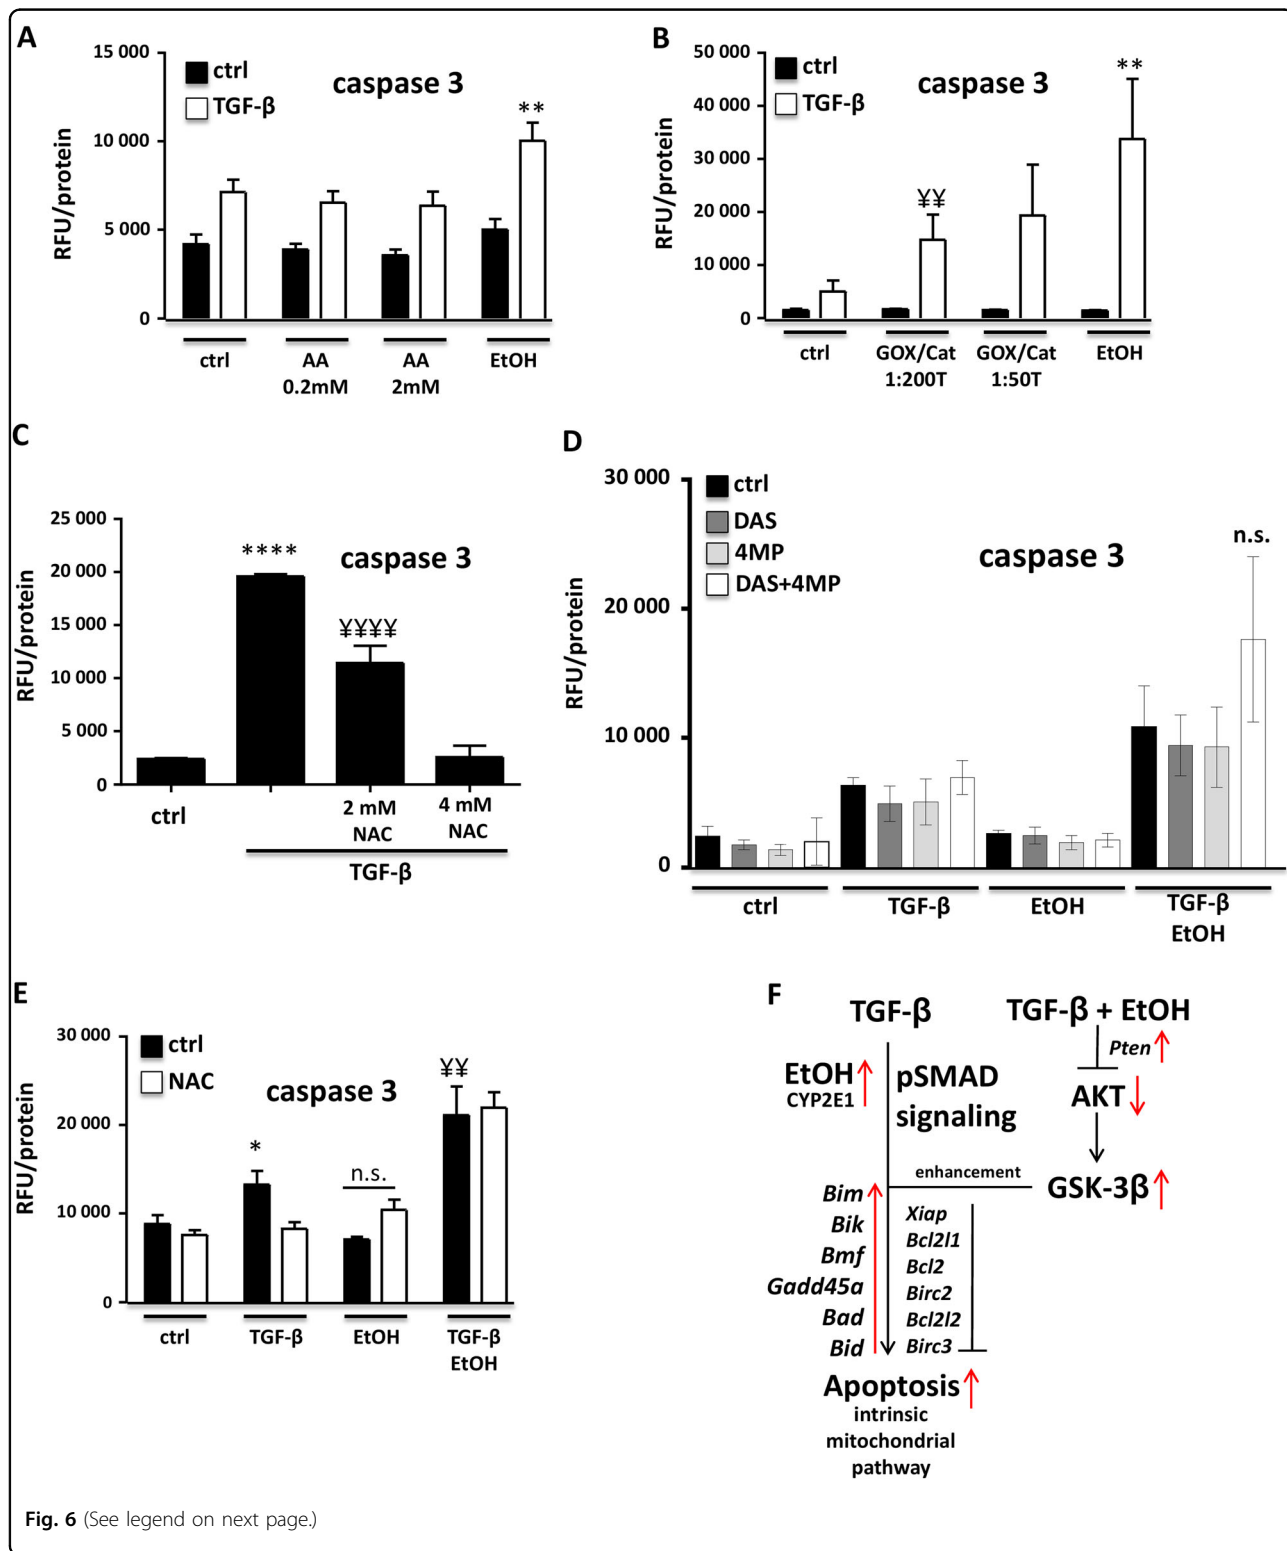 A
15 000
10 000
5 000
0
RFU/protein
ctrl
TGF-β
caspase 3
**
ctrl
AA
0.2mM
AA
2mM
EtOH
B
50 000
40 000
30 000
20 000
10 000
0
RFU/protein
ctrl
TGF-β
caspase 3
¥¥
**
ctrl
GOX/Cat
1:200T
GOX/Cat
1:50T
EtOH
C
25 000
20 000
15 000
10 000
5 000
0
RFU/protein
caspase 3
****
¥¥¥¥
ctrl
2 mM
NAC
4 mM
NAC
TGF-β
D
30 000
20 000
10 000
0
RFU/protein
ctrl
DAS
4MP
DAS+4MP
caspase 3
n.s.
ctrl
TGF-β
EtOH
TGF-β
EtOH
E
30 000
20 000
10 000
0
RFU/protein
ctrl
NAC
caspase 3
*
n.s.
¥¥
ctrl
TGF-β
EtOH
TGF-β
EtOH
F
TGF-β
TGF-β + EtOH
Pten
EtOH
CYP2E1
pSMAD
signaling
AKT
enhancement
GSK-3β
Bim
Bik
Bmf
Gadd45a
Bad
Bid
Xiap
Bcl2l1
Bcl2
Birc2
Bcl2l2
Birc3
Apoptosis
intrinsic
mitochondrial
pathway
Fig. 6 (See legend on next page.)